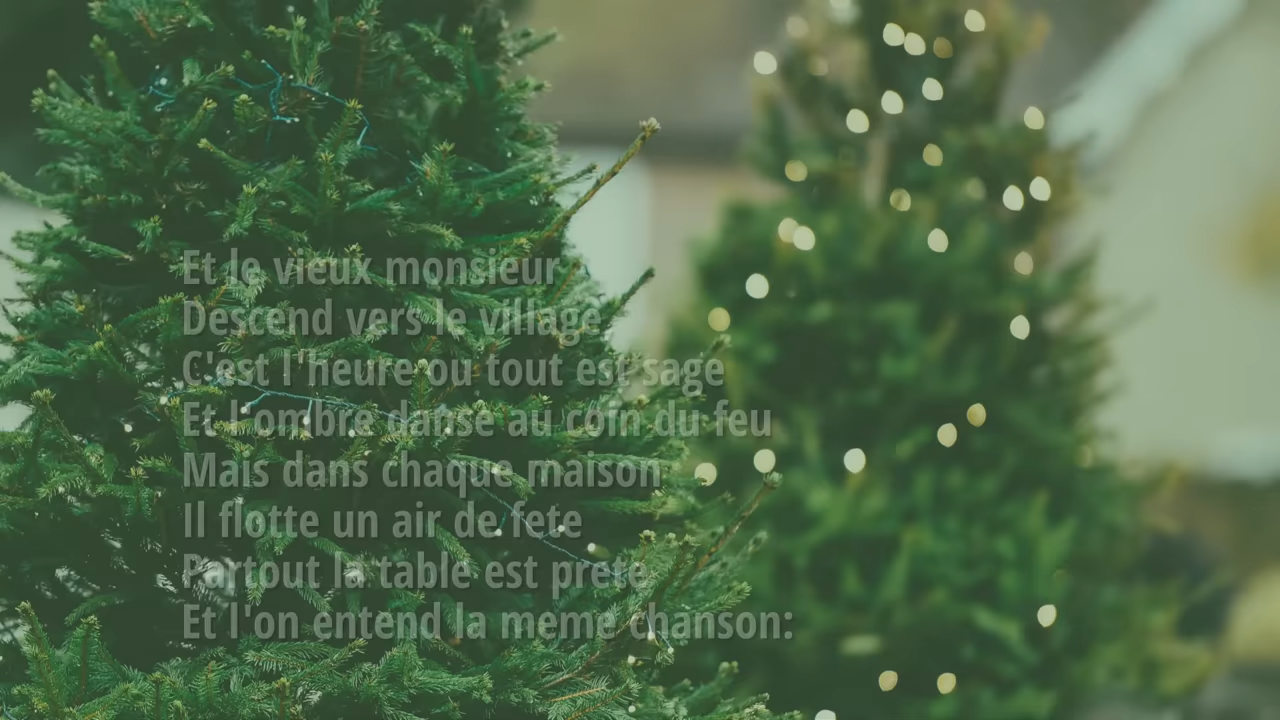 Et le vieux monsieur
Descend vers le village
C'est l'heure ou tout est sage
Et l'ombre danse au coin du feu
Mais dans chaque maison
Il flotte un air de fete
Partout la table est prete
Et l'on entend la meme chanson: